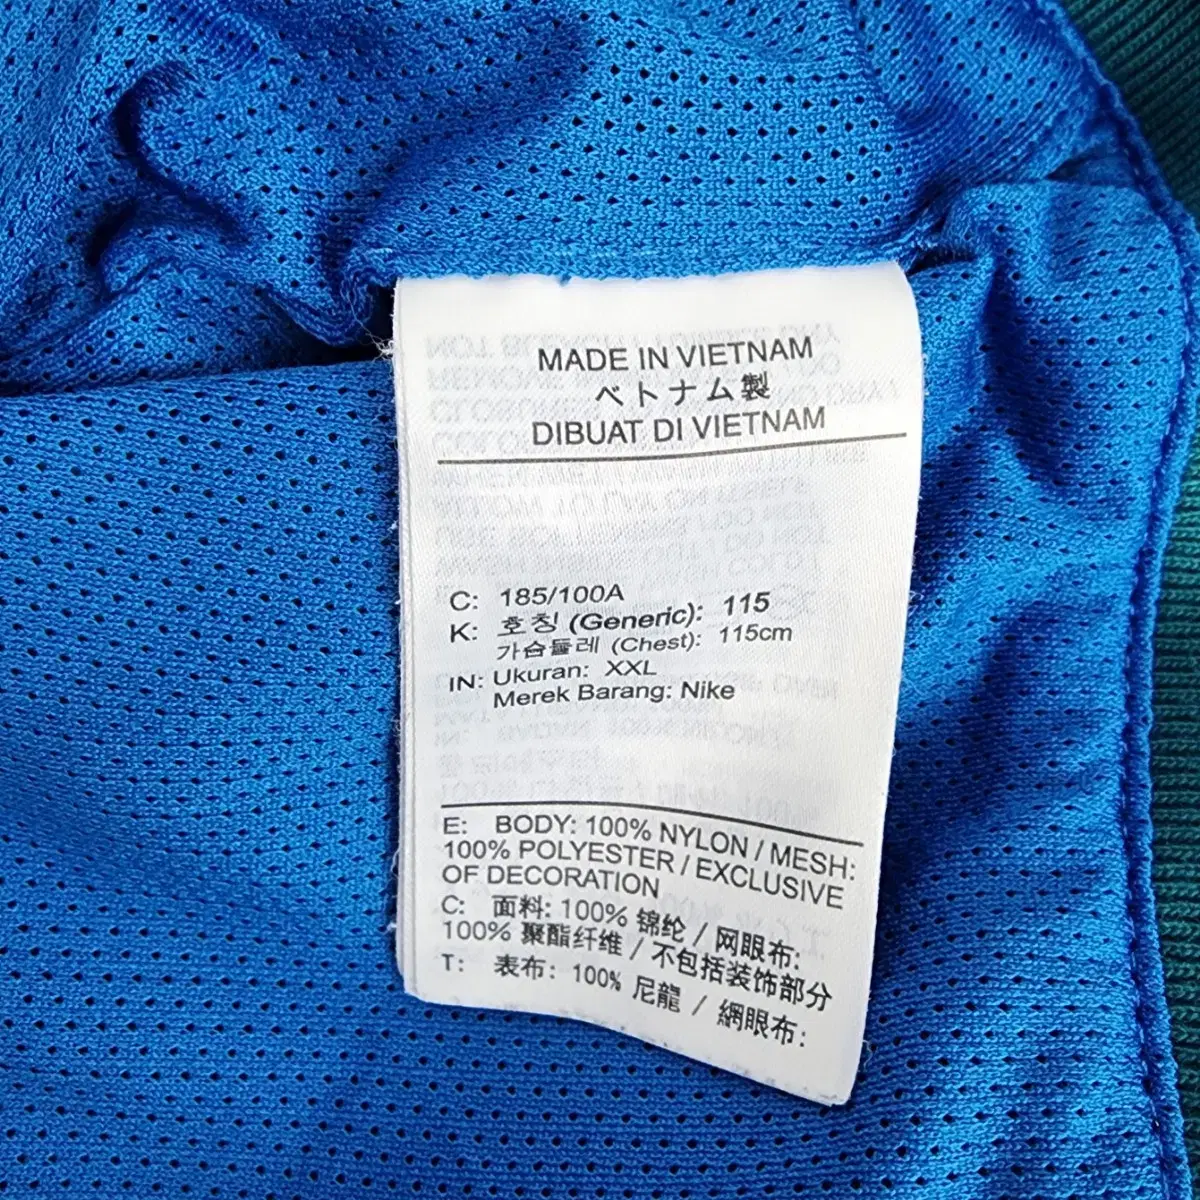 MADE IN VIETNAM
ベトナム製
DIBUAT DI VIETNAM
C: 185/100A
K: 호칭 (Generic): 115
가슴둘레 (Chest): 115cm
IN: Ukuran: XXL
Merek Barang: Nike
E: BODY: 100% NYLON / MESH:
100% POLYESTER / EXCLUSIVE
OF DECORATION
C: 面料: 100% 锦纶 / 网眼布:
100% 聚酯纤维 / 不包括装饰部分
T: 表布: 100% 尼龍 / 網眼布: